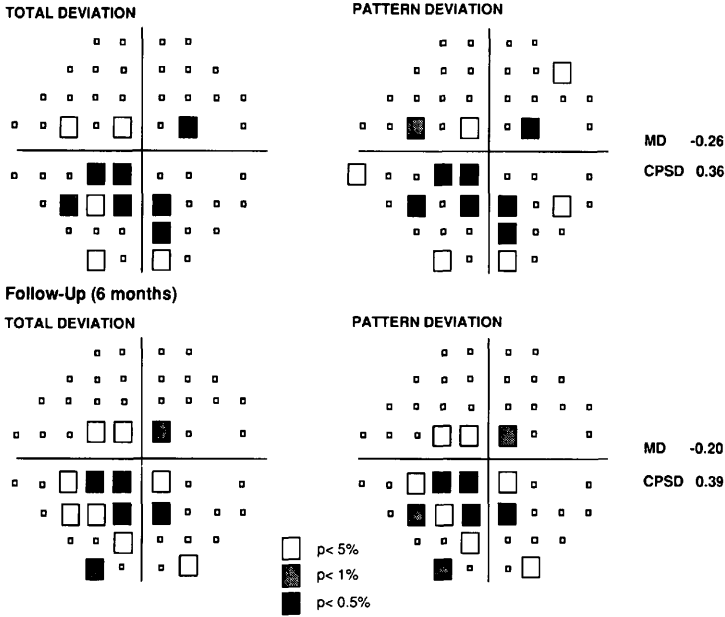 TOTAL DEVIATION
PATTERN DEVIATION
MD -0.26
CPSD 0.36
Follow-Up (6 months)
TOTAL DEVIATION
PATTERN DEVIATION
MD -0.20
CPSD 0.39
p< 5%
p< 1%
p< 0.5%